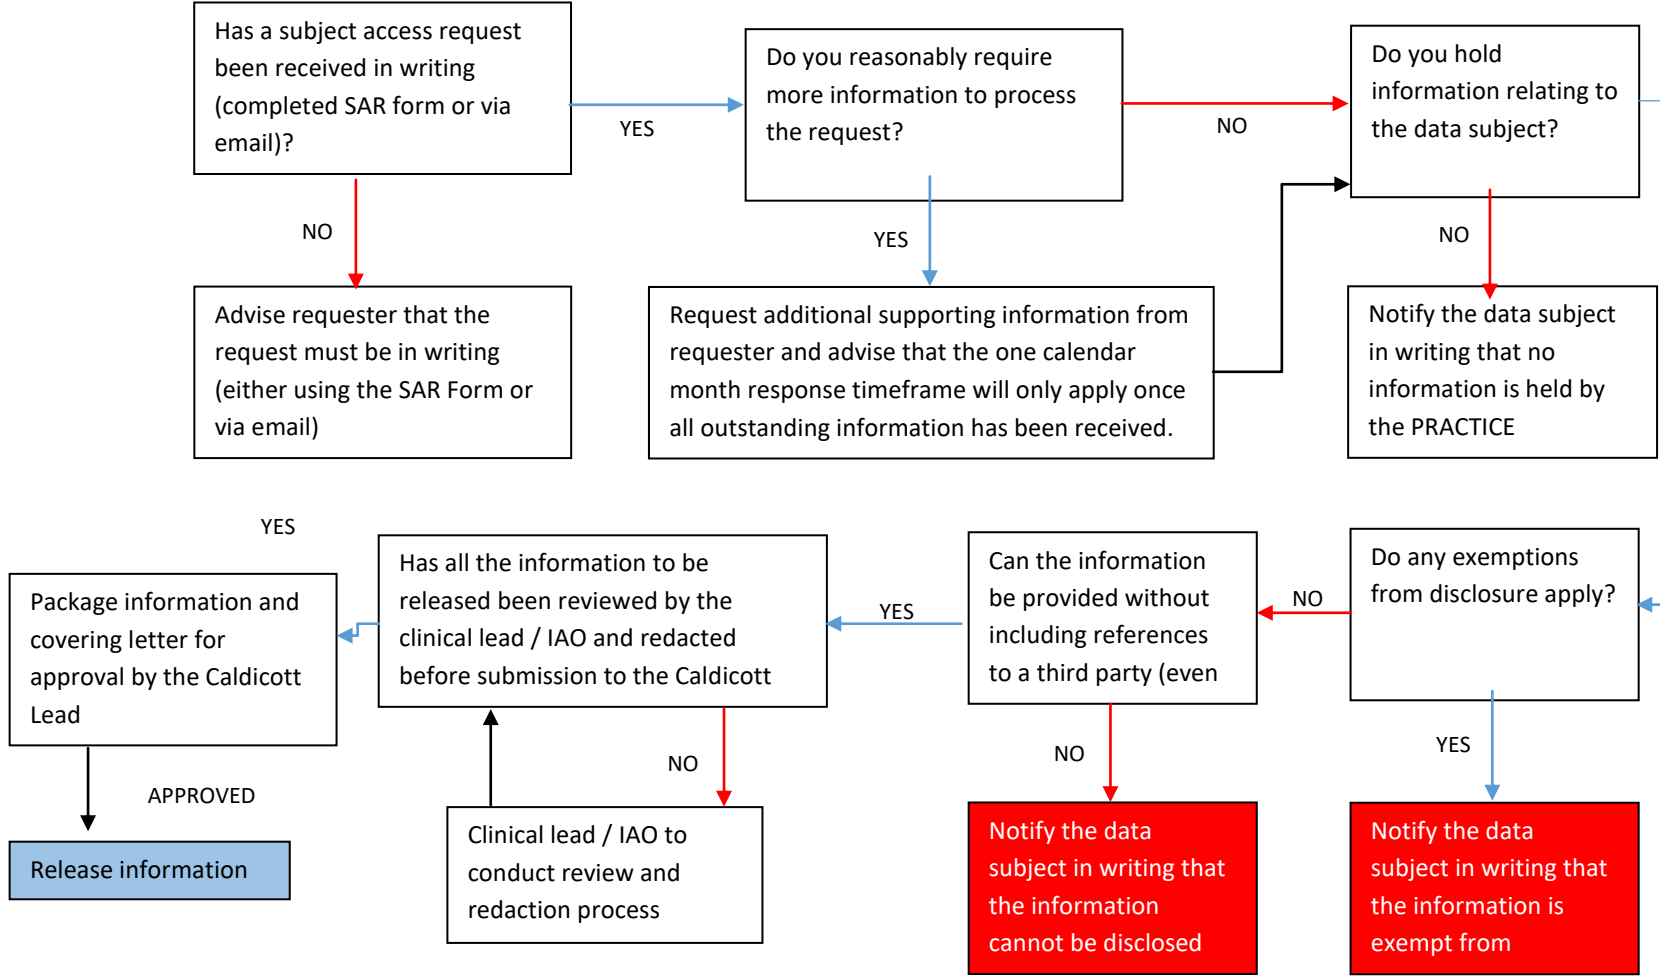 Has a subject access request
been received in writing
(completed SAR form or via
email)?
YES
NO
Do you reasonably require
more information to process
the request?
NO
YES
Do you hold
information relating to
the data subject?
NO
Advise requester that the
request must be in writing
(either using the SAR Form or
via email)
Request additional supporting information from
requester and advise that the one calendar
month response timeframe will only apply once
all outstanding information has been received.
Notify the data subject
in writing that no
information is held by
the PRACTICE
Do any exemptions
from disclosure apply?
NO
YES
Can the information
be provided without
including references
to a third party (even
YES
NO
Has all the information to be
released been reviewed by the
clinical lead / IAO and redacted
before submission to the Caldicott
YES
NO
Package information and
covering letter for
approval by the Caldicott
Lead
APPROVED
Release information
Clinical lead / IAO to
conduct review and
redaction process
Notify the data
subject in writing that
the information
cannot be disclosed
Notify the data
subject in writing that
the information is
exempt from